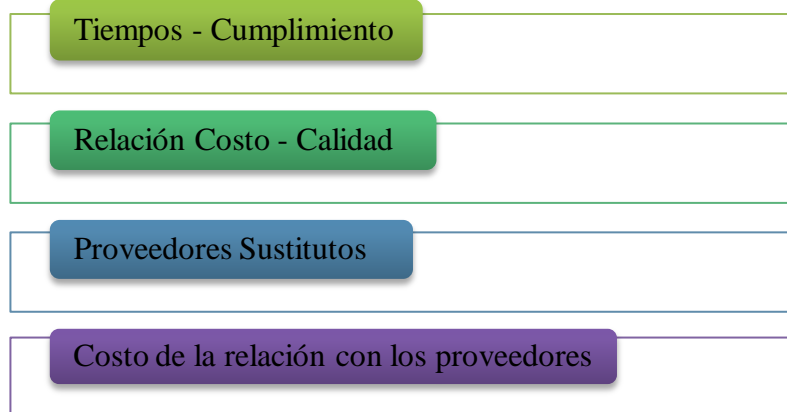 Tiempos - Cumplimiento
Relación Costo - Calidad
Proveedores Sustitutos
Costo de la relación con los proveedores